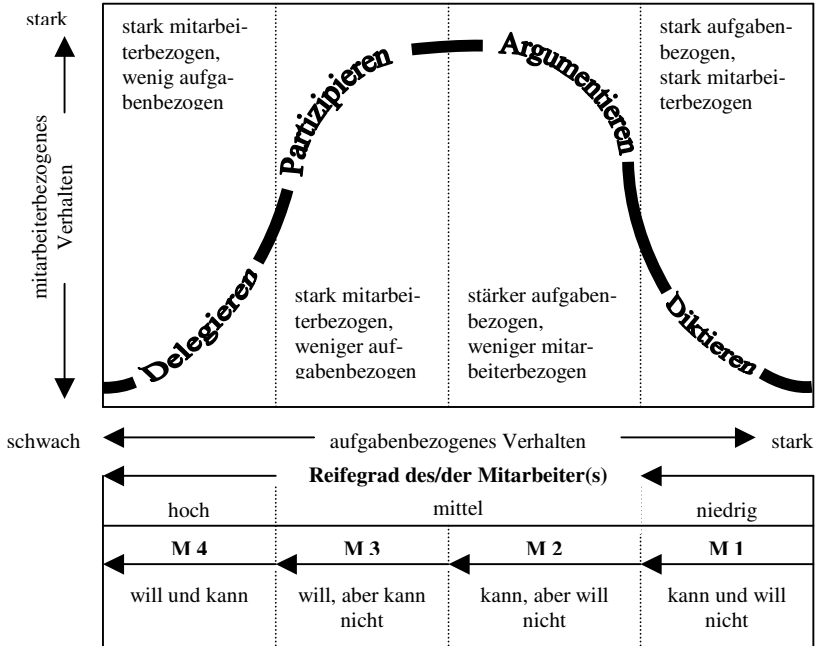 stark
mitarbeiterbezogenes
Verhalten
stark mitarbei-
terbezogen,
wenig aufga-
benbezogen
Partizipieren
Argumentieren
stark aufgaben-
bezogen,
stark mitarbei-
terbezogen
Delegieren
stark mitarbei-
terbezogen,
weniger auf-
gabenbezogen
stärker aufgaben-
bezogen,
weniger mitar-
beiterbezogen
Diktieren
schwach
aufgabenbezogenes Verhalten
stark
Reifegrad des/der Mitarbeiter(s)
hoch
mittel
niedrig
M 4
M 3
M 2
M 1
will und kann
will, aber kann
nicht
kann, aber will
nicht
kann und will
nicht